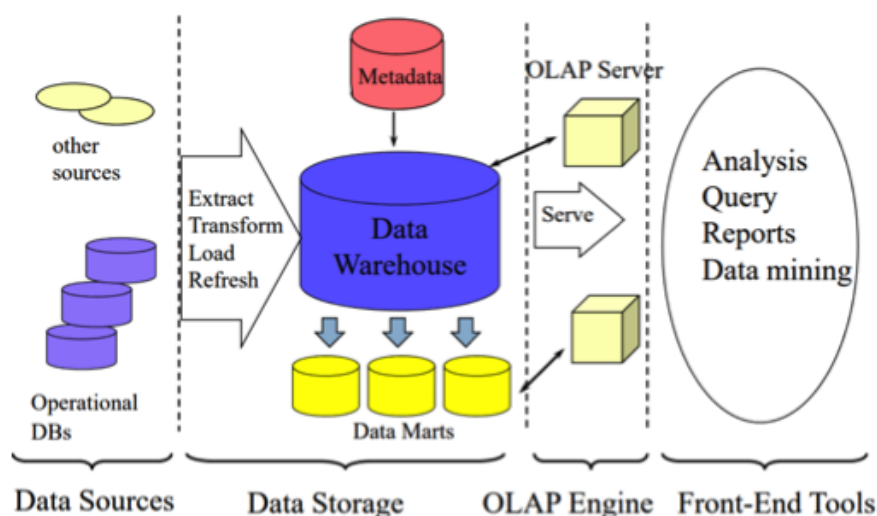 other
sources
Operational
DBs
Extract
Transform
Load
Refresh
Metadata
Data
Warehouse
Data Marts
OLAP Server
Serve
Analysis
Query
Reports
Data mining
Data Sources
Data Storage
OLAP Engine
Front-End Tools